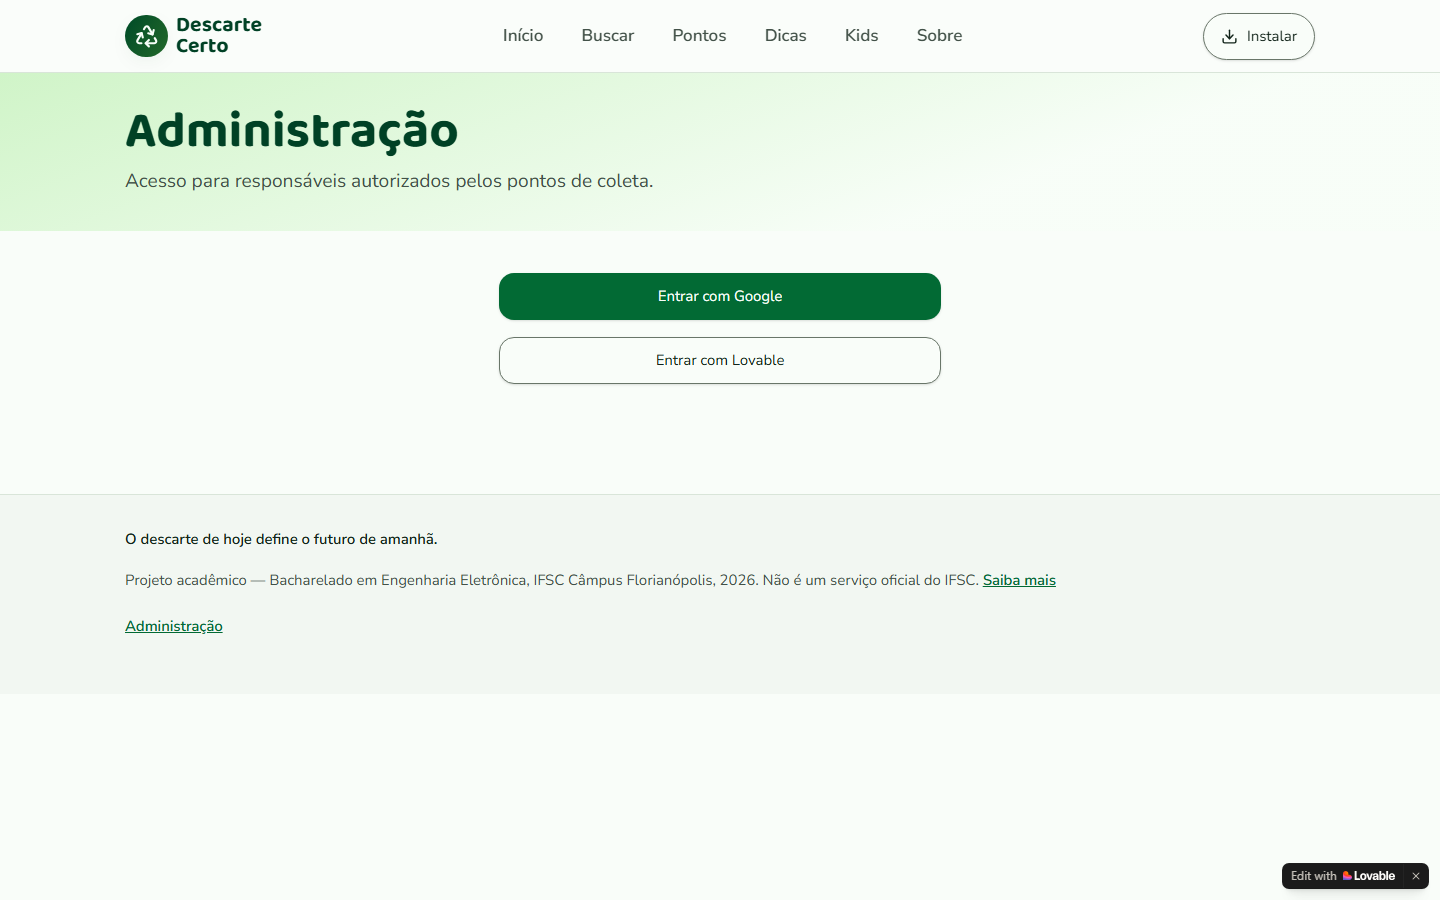 Descarte
Certo
Início
Buscar
Pontos
Dicas
Kids
Sobre
Instalar
Administração
Acesso para responsáveis autorizados pelos pontos de coleta.
Entrar com Google
Entrar com Lovable
O descarte de hoje define o futuro de amanhã.
Projeto acadêmico — Bacharelado em Engenharia Eletrônica, IFSC Câmpus Florianópolis, 2026. Não é um serviço oficial do IFSC. Saiba mais
Administração
Edit with Lovable ×